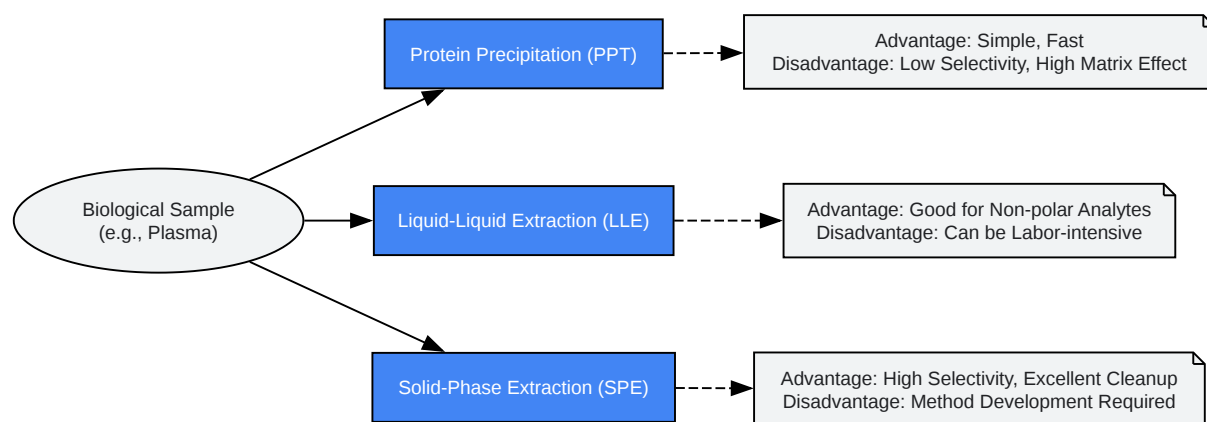 Protein Precipitation (PPT)
Advantage: Simple, Fast
Disadvantage: Low Selectivity, High Matrix Effect
Biological Sample
(e.g., Plasma)
Liquid-Liquid Extraction (LLE)
Advantage: Good for Non-polar Analytes
Disadvantage: Can be Labor-intensive
Solid-Phase Extraction (SPE)
Advantage: High Selectivity, Excellent Cleanup
Disadvantage: Method Development Required